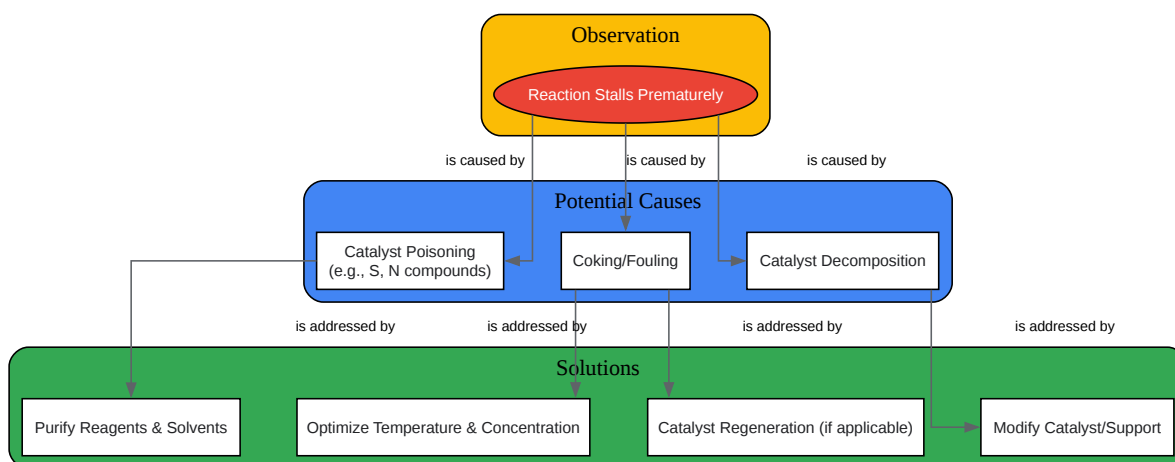 Observation
Reaction Stalls Prematurely
is caused by
is caused by
is caused by
Potential Causes
Catalyst Poisoning
(e.g., S, N compounds)
Coking/Fouling
Catalyst Decomposition
is addressed by
is addressed by
is addressed by
is addressed by
Solutions
Purify Reagents & Solvents
Optimize Temperature & Concentration
Catalyst Regeneration (if applicable)
Modify Catalyst/Support